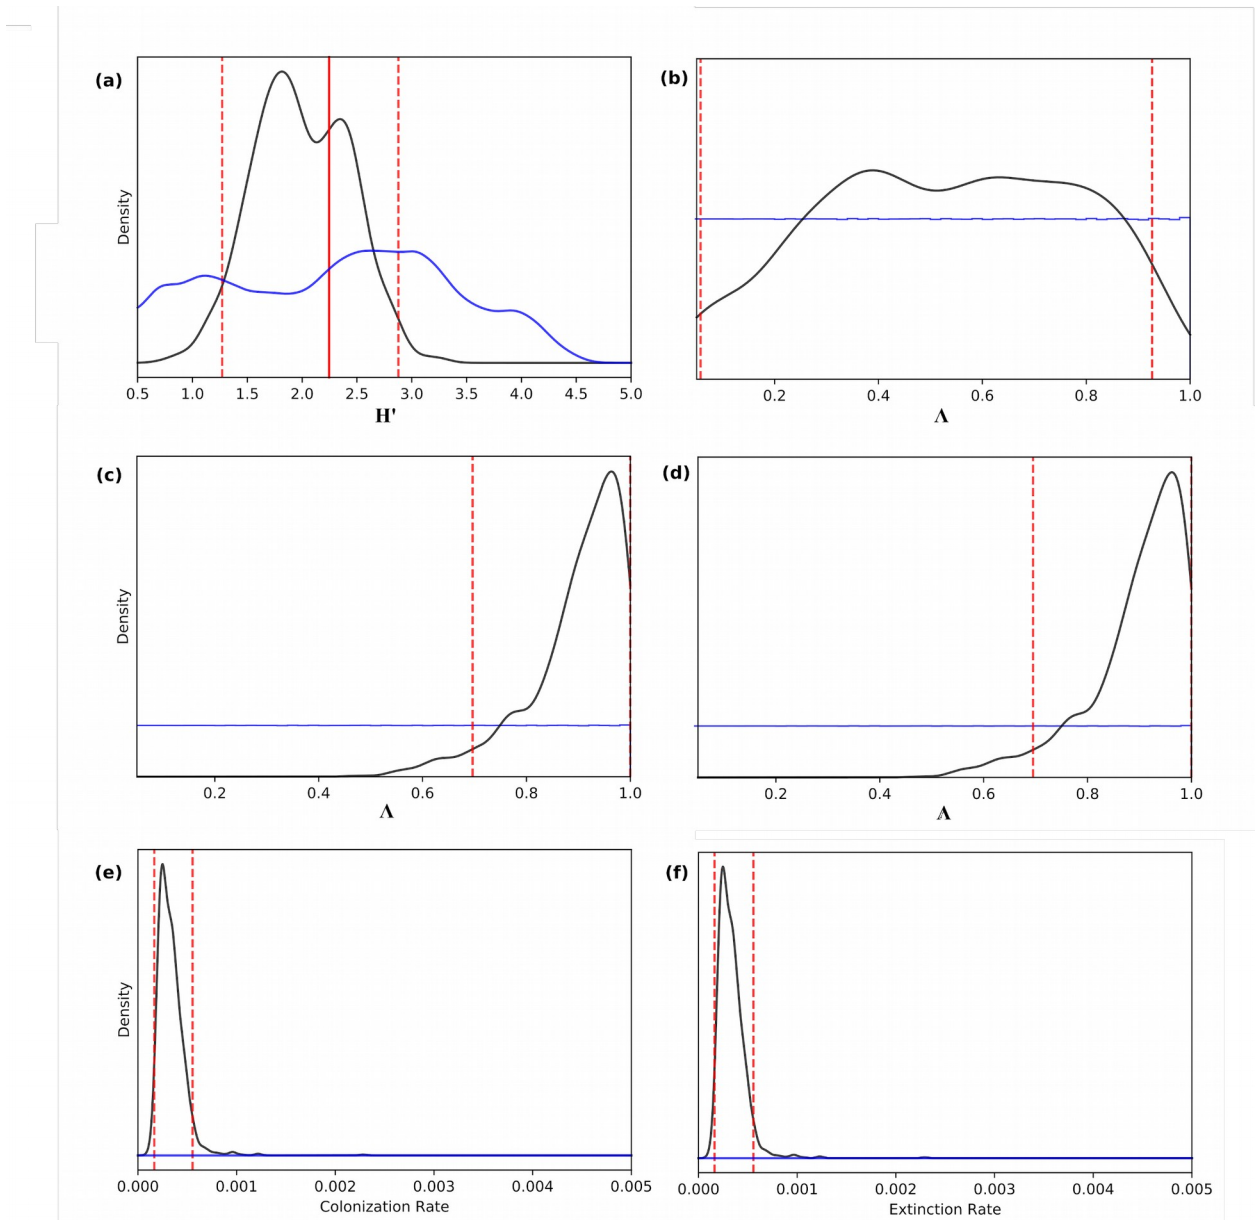 (a)
Density
0.5 1.0 1.5 2.0 2.5 3.0 3.5 4.0 4.5 5.0
H'
(b)
0.2 0.4 0.6 0.8 1.0
Λ
(c)
Density
0.2 0.4 0.6 0.8 1.0
Λ
(d)
0.2 0.4 0.6 0.8 1.0
Λ
(e)
Density
0.000 0.001 0.002 0.003 0.004 0.005
Colonization Rate
(f)
0.000 0.001 0.002 0.003 0.004 0.005
Extinction Rate